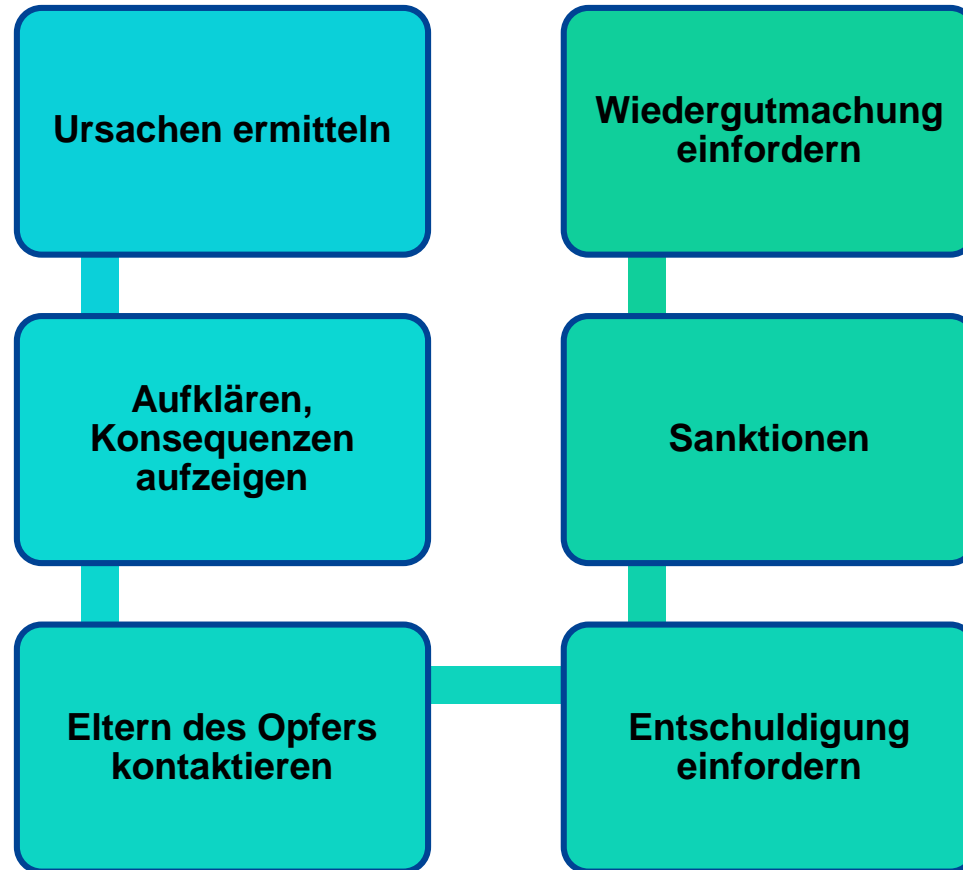 Ursachen ermitteln
Aufklären,
Konsequenzen
aufzeigen
Eltern des Opfers
kontaktieren
Entschuldigung
einfordern
Sanktionen
Wiedergutmachung
einfordern